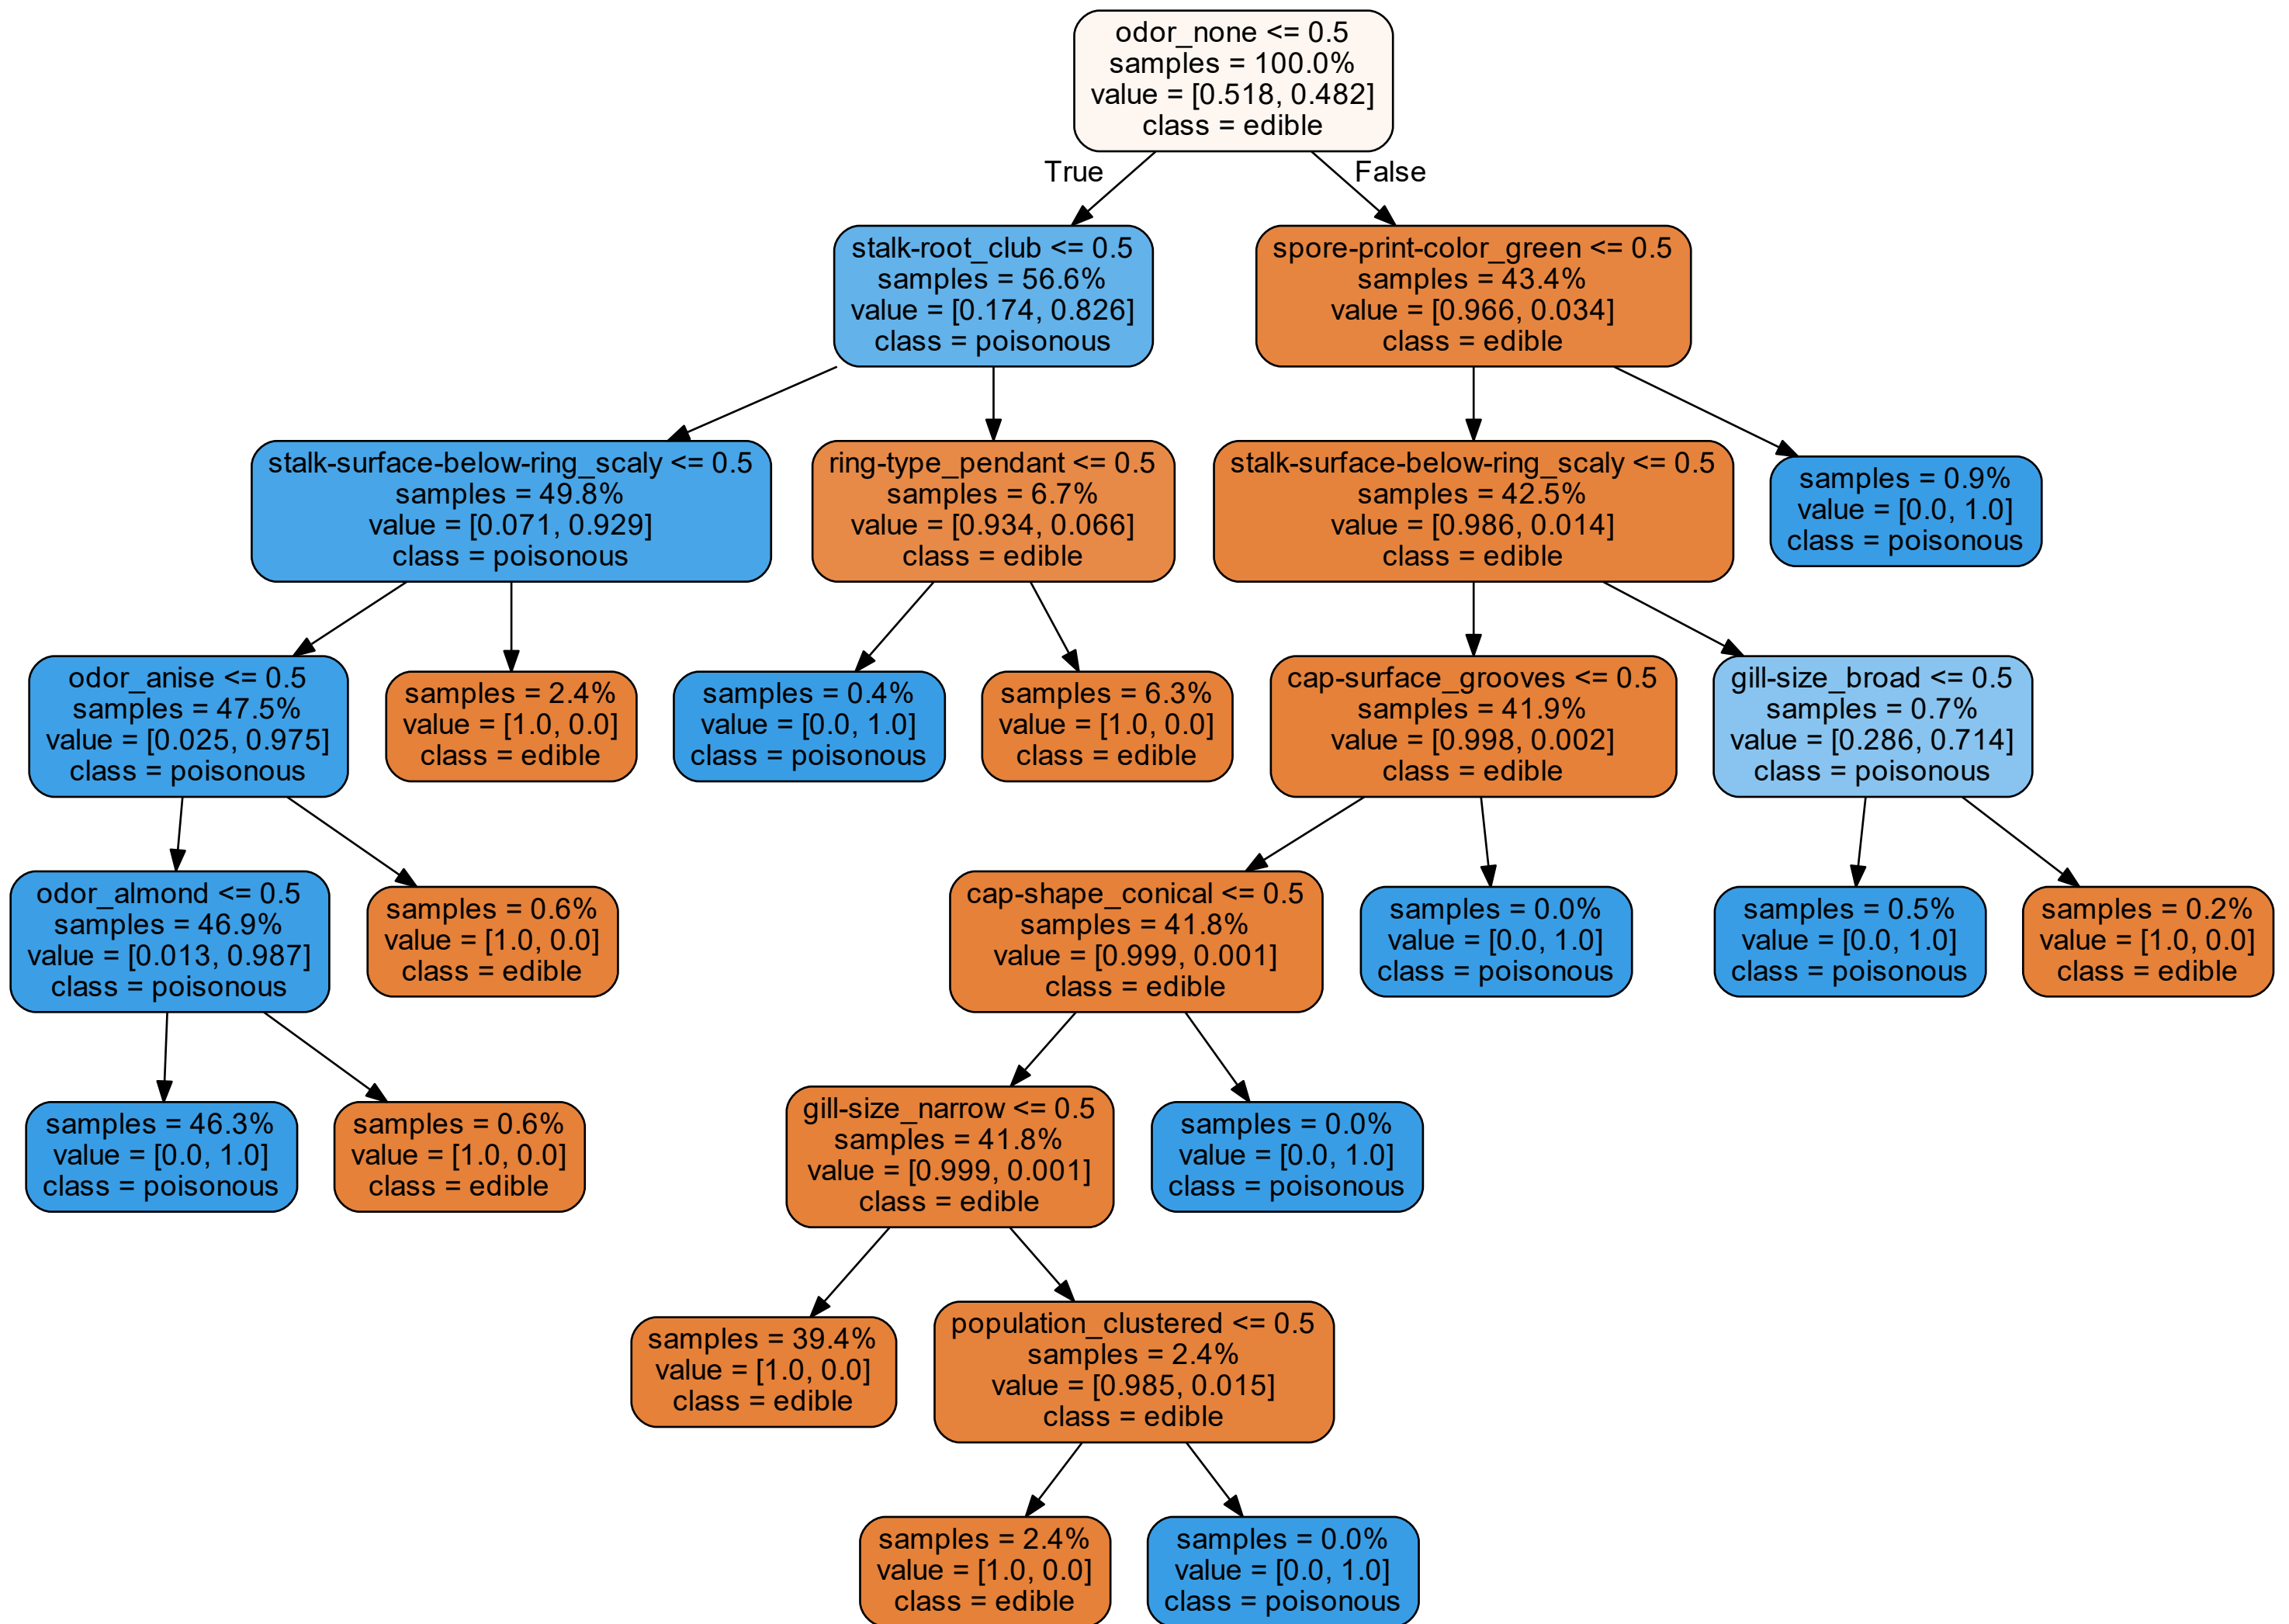 odor_none <= 0.5
samples = 100.0%
value = [0.518, 0.482]
class = edible
True
False
stalk-root_club <= 0.5
samples = 56.6%
value = [0.174, 0.826]
class = poisonous
spore-print-color_green <= 0.5
samples = 43.4%
value = [0.966, 0.034]
class = edible
stalk-surface-below-ring_scaly <= 0.5
samples = 49.8%
value = [0.071, 0.929]
class = poisonous
ring-type_pendant <= 0.5
samples = 6.7%
value = [0.934, 0.066]
class = edible
stalk-surface-below-ring_scaly <= 0.5
samples = 42.5%
value = [0.986, 0.014]
class = edible
samples = 0.9%
value = [0.0, 1.0]
class = poisonous
odor_anise <= 0.5
samples = 47.5%
value = [0.025, 0.975]
class = poisonous
samples = 2.4%
value = [1.0, 0.0]
class = edible
samples = 0.4%
value = [0.0, 1.0]
class = poisonous
samples = 6.3%
value = [1.0, 0.0]
class = edible
cap-surface_grooves <= 0.5
samples = 41.9%
value = [0.998, 0.002]
class = edible
gill-size_broad <= 0.5
samples = 0.7%
value = [0.286, 0.714]
class = poisonous
odor_almond <= 0.5
samples = 46.9%
value = [0.013, 0.987]
class = poisonous
samples = 0.6%
value = [1.0, 0.0]
class = edible
cap-shape_conical <= 0.5
samples = 41.8%
value = [0.999, 0.001]
class = edible
samples = 0.0%
value = [0.0, 1.0]
class = poisonous
samples = 0.5%
value = [0.0, 1.0]
class = poisonous
samples = 0.2%
value = [1.0, 0.0]
class = edible
samples = 46.3%
value = [0.0, 1.0]
class = poisonous
samples = 0.6%
value = [1.0, 0.0]
class = edible
gill-size_narrow <= 0.5
samples = 41.8%
value = [0.999, 0.001]
class = edible
samples = 0.0%
value = [0.0, 1.0]
class = poisonous
samples = 39.4%
value = [1.0, 0.0]
class = edible
population_clustered <= 0.5
samples = 2.4%
value = [0.985, 0.015]
class = edible
samples = 2.4%
value = [1.0, 0.0]
class = edible
samples = 0.0%
value = [0.0, 1.0]
class = poisonous